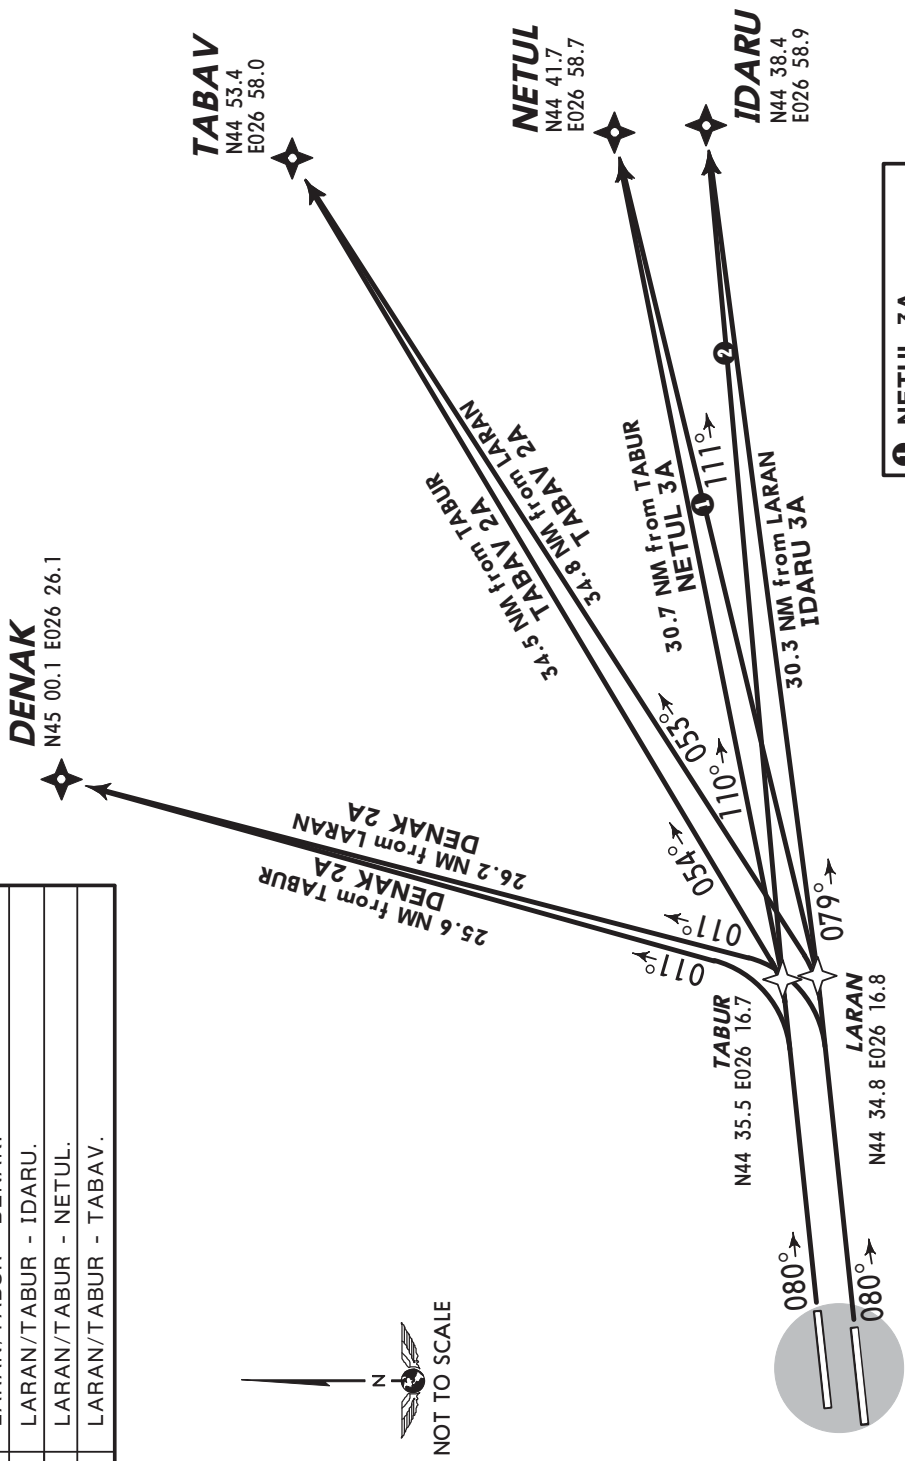 LARAN/TABUR - IDARU.
LARAN/TABUR - NETUL.
LARAN/TABUR - TABAV.
DENAK
N45 00.1 E026 26.1
TABAV
N44 53.4
E026 58.0
NETUL
N44 41.7
E026 58.7
IDARU
N44 38.4
E026 58.9
25.6 NM from TABUR
DENAK 2A
26.2 NM from LARAN
DENAK 2A
34.5 NM from TABUR
TABAV 2A
34.8 NM from LARAN
TABAV 2A
30.7 NM from TABUR
NETUL 3A
30.3 NM from LARAN
IDARU 3A
011°
011°
054°
053°
110°
1
111°
2
079°
TABUR
N44 35.5 E026 16.7
LARAN
N44 34.8 E026 16.8
080°
080°
N
NOT TO SCALE
1 NETUL 3A